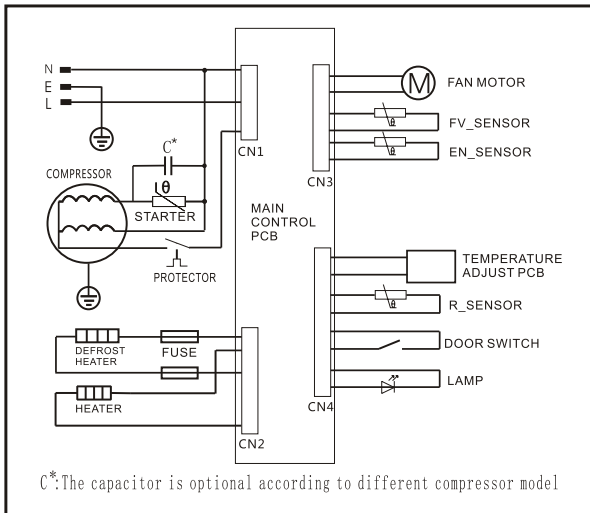 N
E
L
C*
COMPRESSOR
θ
STARTER
PROTECTOR
DEFROST
HEATER
FUSE
HEATER
CN1
CN2
MAIN
CONTROL
PCB
CN3
CN4
M
FAN MOTOR
θ
FV_SENSOR
θ
EN_SENSOR
TEMPERATURE
ADJUST PCB
θ
R_SENSOR
DOOR SWITCH
LAMP
C*:The capacitor is optional according to different compressor model